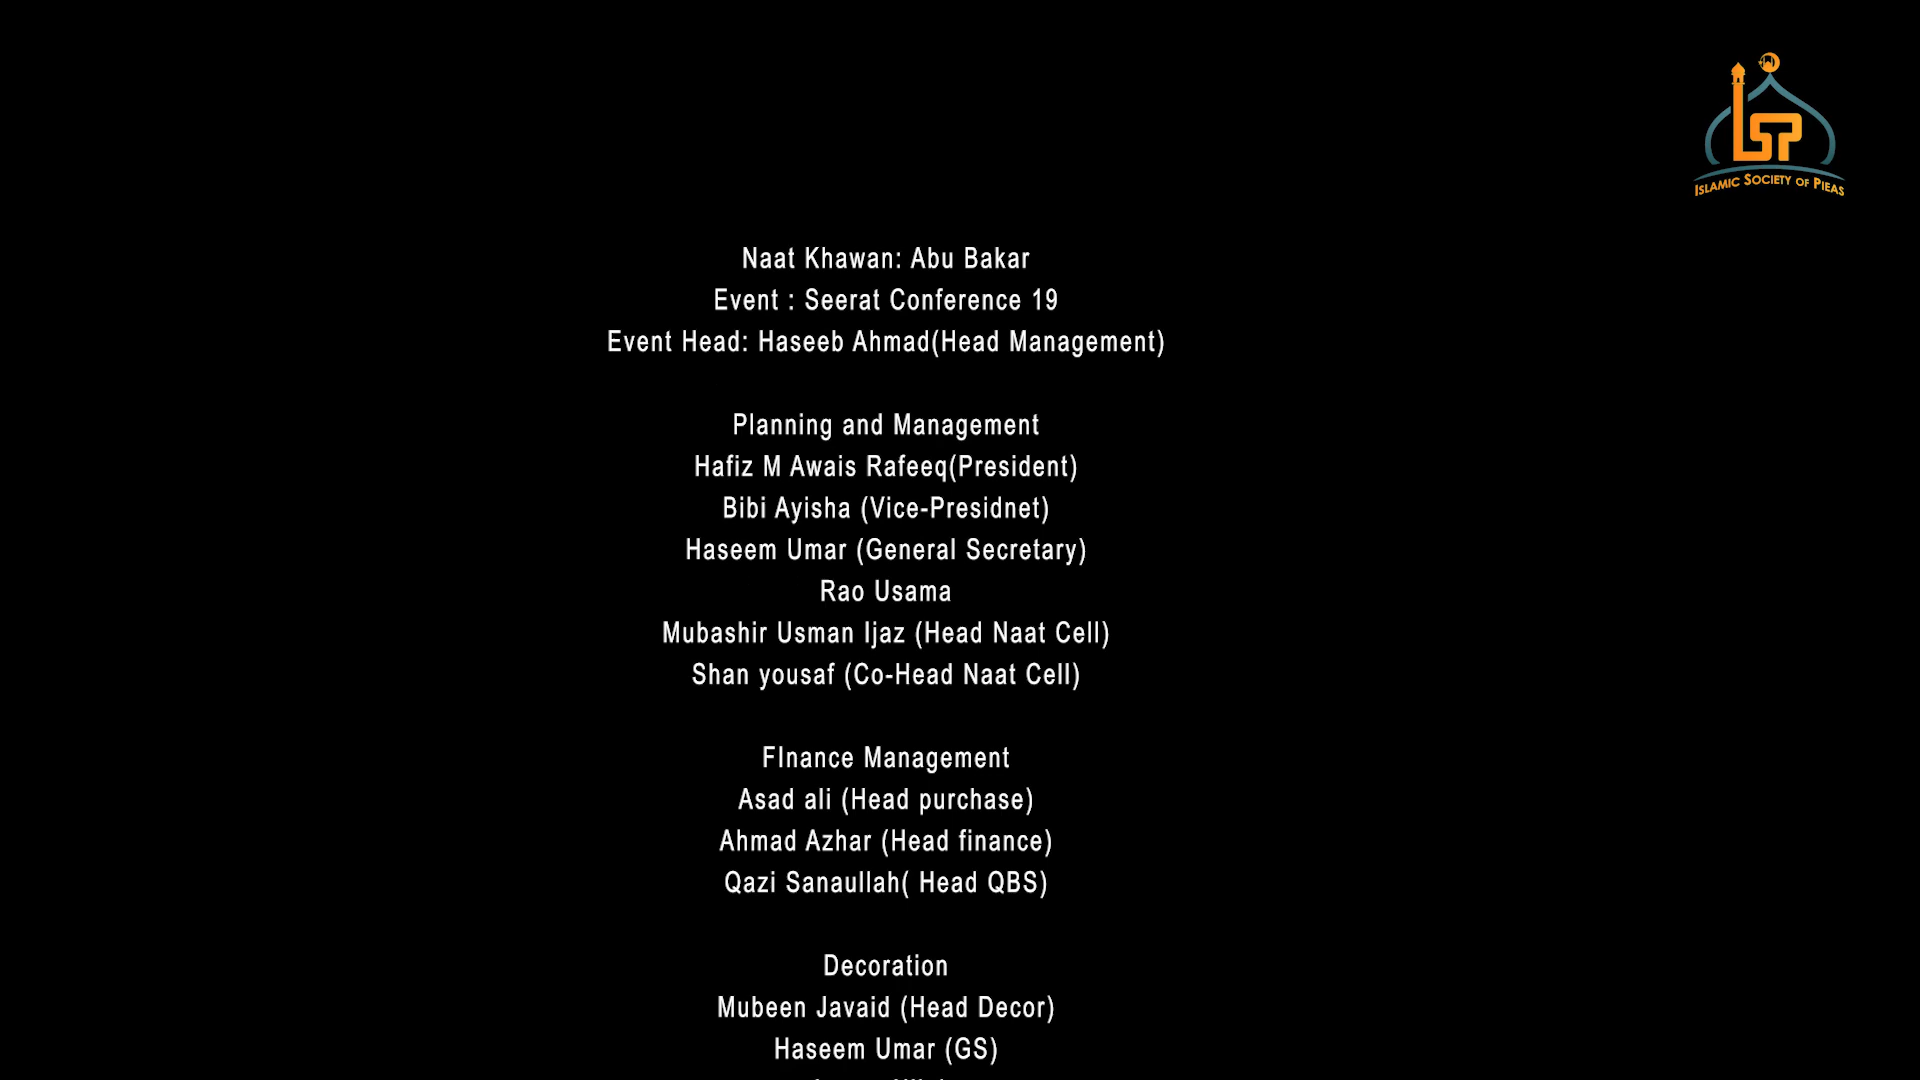 ISP
ISLAMIC SOCIETY OF PIEAS
Naat Khawan: Abu Bakar
Event : Seerat Conference 19
Event Head: Haseeb Ahmad(Head Management)
Planning and Management
Hafiz M Awais Rafeeq(President)
Bibi Ayisha (Vice-Presidnet)
Haseem Umar (General Secretary)
Rao Usama
Mubashir Usman Ijaz (Head Naat Cell)
Shan yousaf (Co-Head Naat Cell)
FInance Management
Asad ali (Head purchase)
Ahmad Azhar (Head finance)
Qazi Sanaullah( Head QBS)
Decoration
Mubeen Javaid (Head Decor)
Haseem Umar (GS)